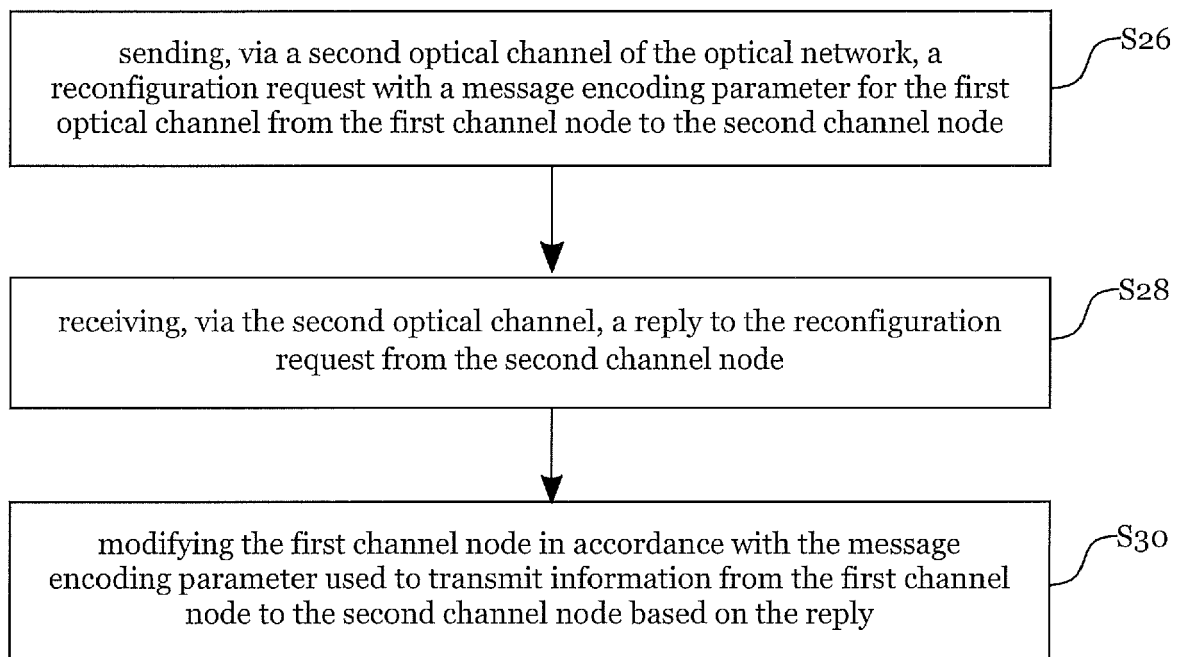 sending, via a second optical channel of the optical network, a
reconfiguration request with a message encoding parameter for the first
optical channel from the first channel node to the second channel node
S26
receiving, via the second optical channel, a reply to the reconfiguration
request from the second channel node
S28
modifying the first channel node in accordance with the message
encoding parameter used to transmit information from the first channel
node to the second channel node based on the reply
S30